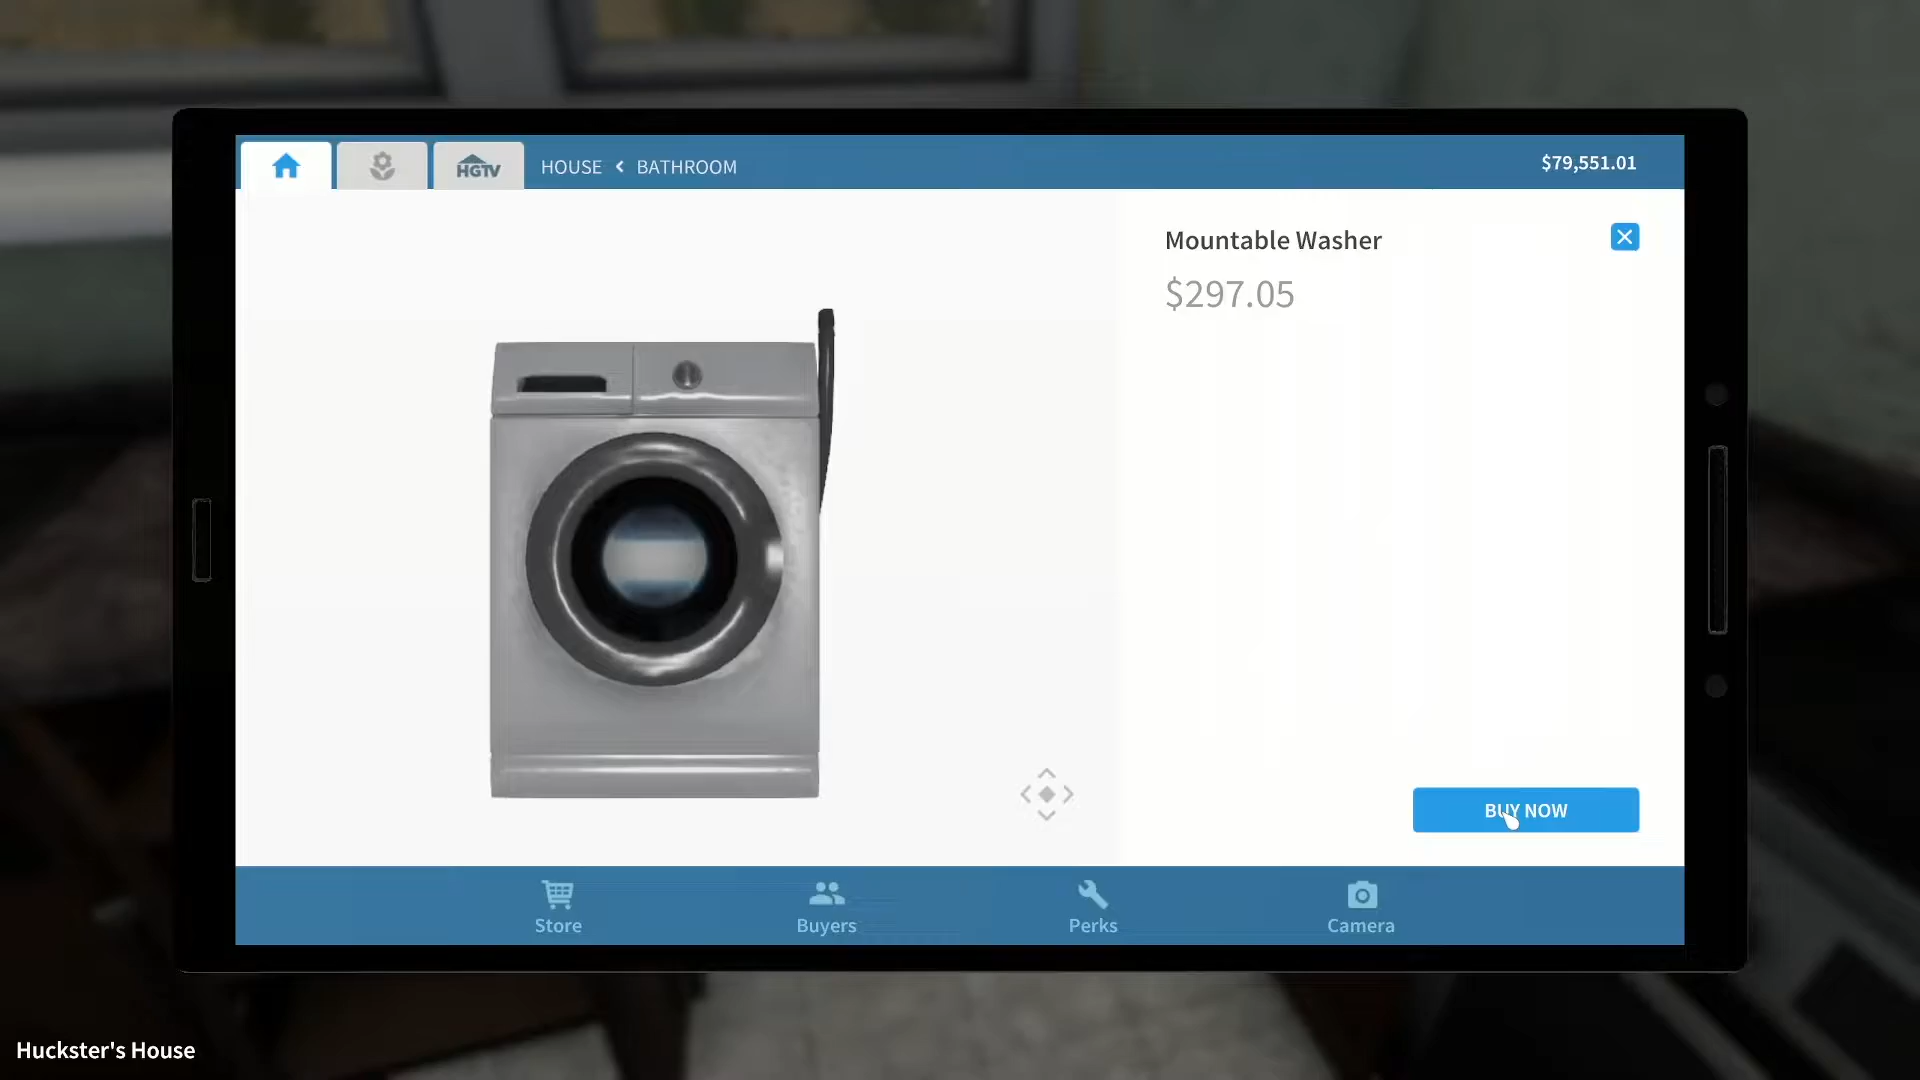 HGTV
HOUSE < BATHROOM
$79,551.01
Mountable Washer
$297.05
BUY NOW
Store
Buyers
Perks
Camera
Huckster's House